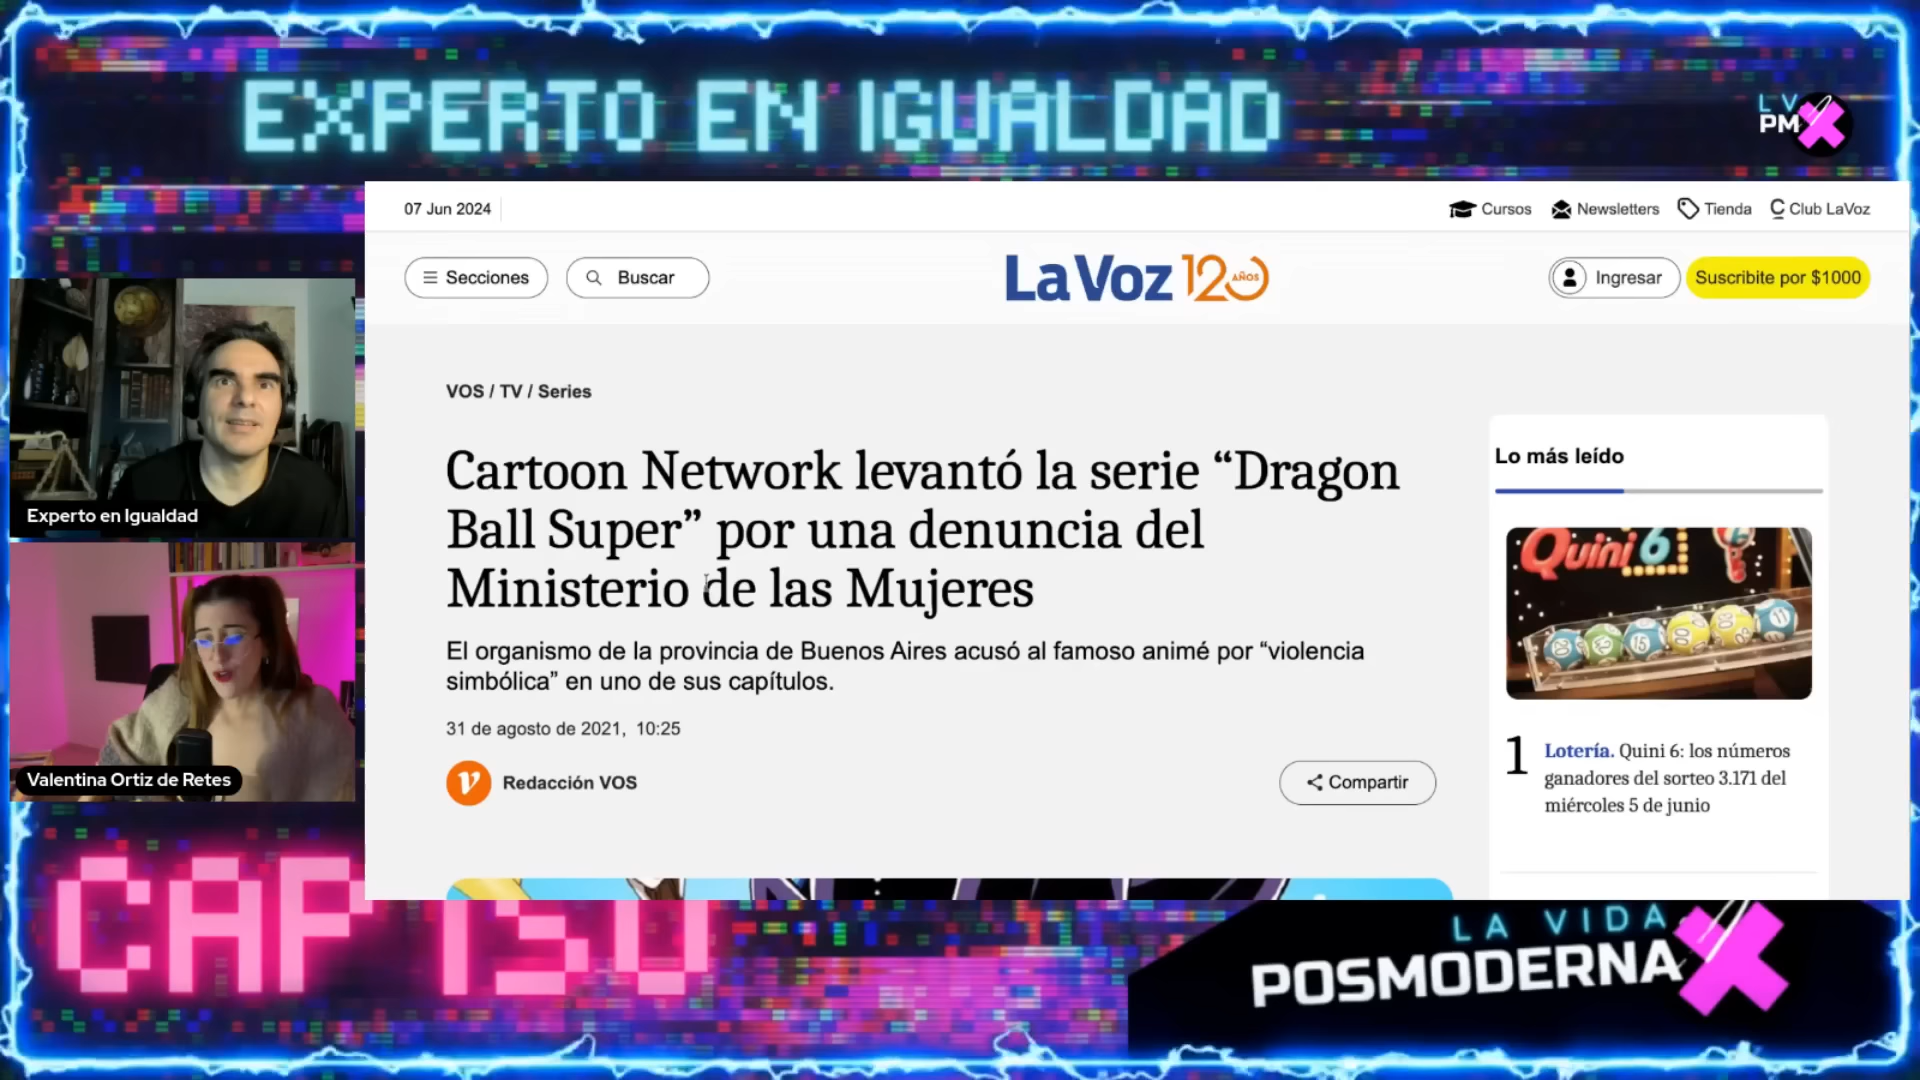 EXPERTO EN IGUALDAD
L V
PM
07 Jun 2024
Cursos
Newsletters
Tienda
Club LaVoz
Secciones
Buscar
La Voz 120 AÑOS
Ingresar
Suscribite por $1000
VOS / TV / Series
Cartoon Network levantó la serie “Dragon
Ball Super” por una denuncia del
Ministerio de las Mujeres
El organismo de la provincia de Buenos Aires acusó al famoso animé por “violencia
simbólica” en uno de sus capítulos.
31 de agosto de 2021, 10:25
Redacción VOS
Compartir
Lo más leído
Quini 6
1
Lotería. Quini 6: los números
ganadores del sorteo 3.171 del
miércoles 5 de junio
Experto en Igualdad
Valentina Ortiz de Retes
CAP
LA VIDA
POSMODERNA